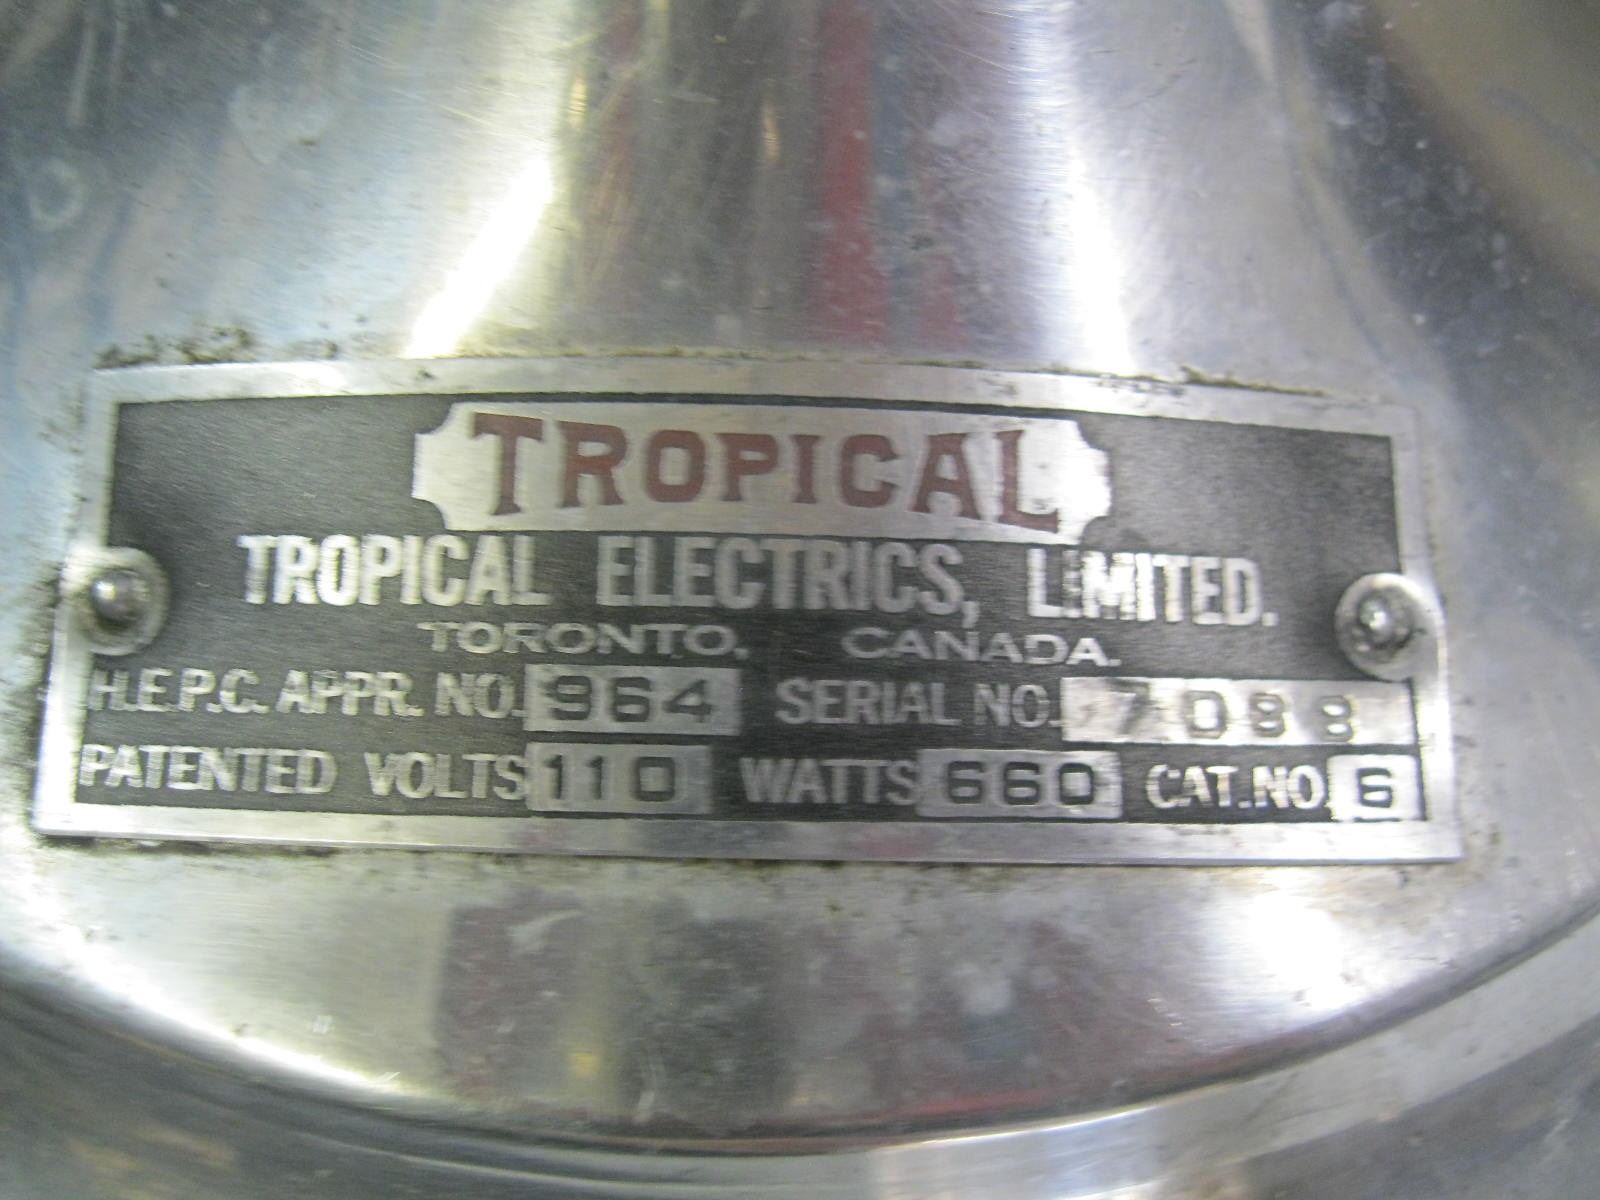 TROPICAL
TROPICAL ELECTRICS, LIMITED.
TORONTO, CANADA.
H.E.P.C. APPR. NO. 964 SERIAL NO. 7088
PATENTED VOLTS 110 WATTS 660 CAT. NO. 6